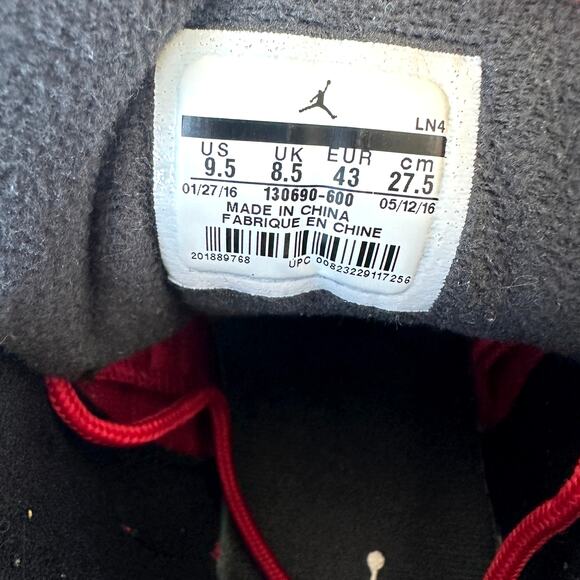 LN4
US UK EUR cm
9.5 8.5 43 27.5
01/27/16 130690-600 05/12/16
MADE IN CHINA
FABRIQUE EN CHINE
201889768 UPC 00823229117256